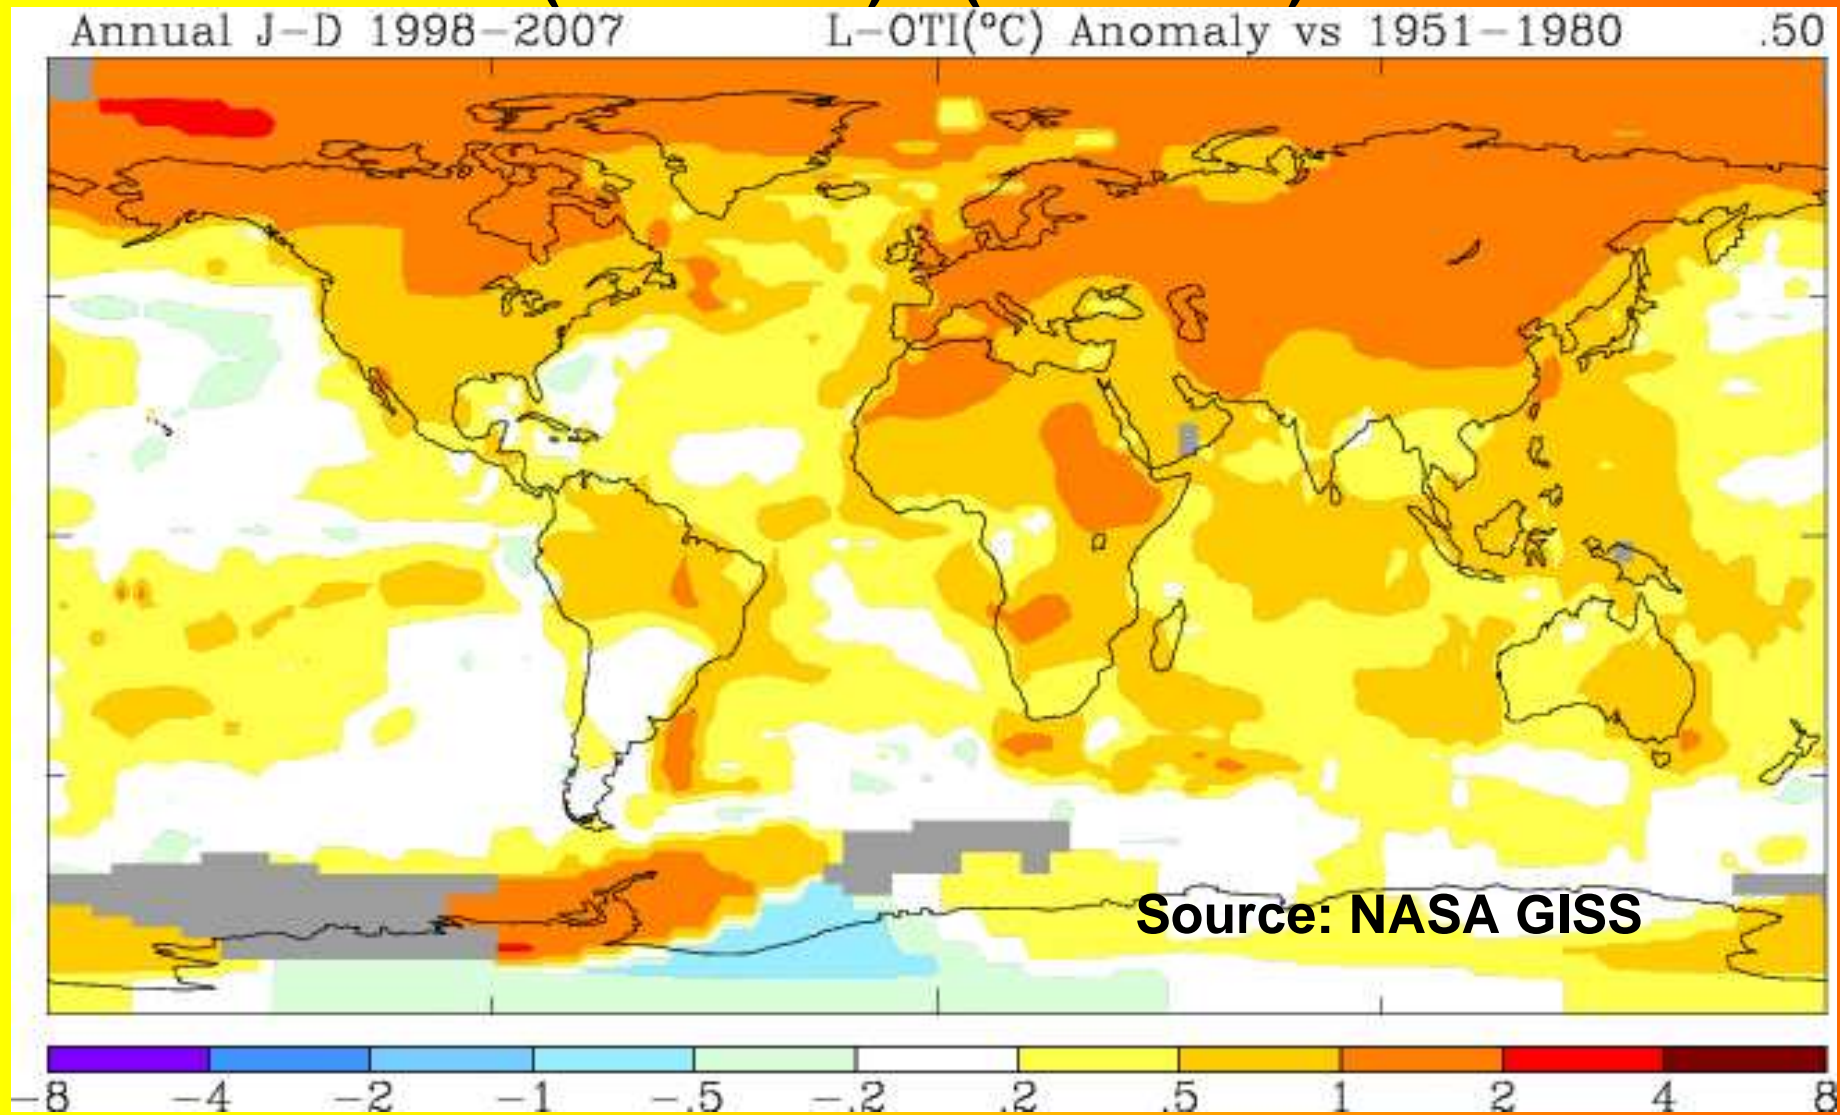 Annual J-D 1998-2007 L-OTI(°C) Anomaly vs 1951-1980 .50
Source: NASA GISS
-8 -4 -2 -1 -.5 -.2 .2 .5 1 2 4 8